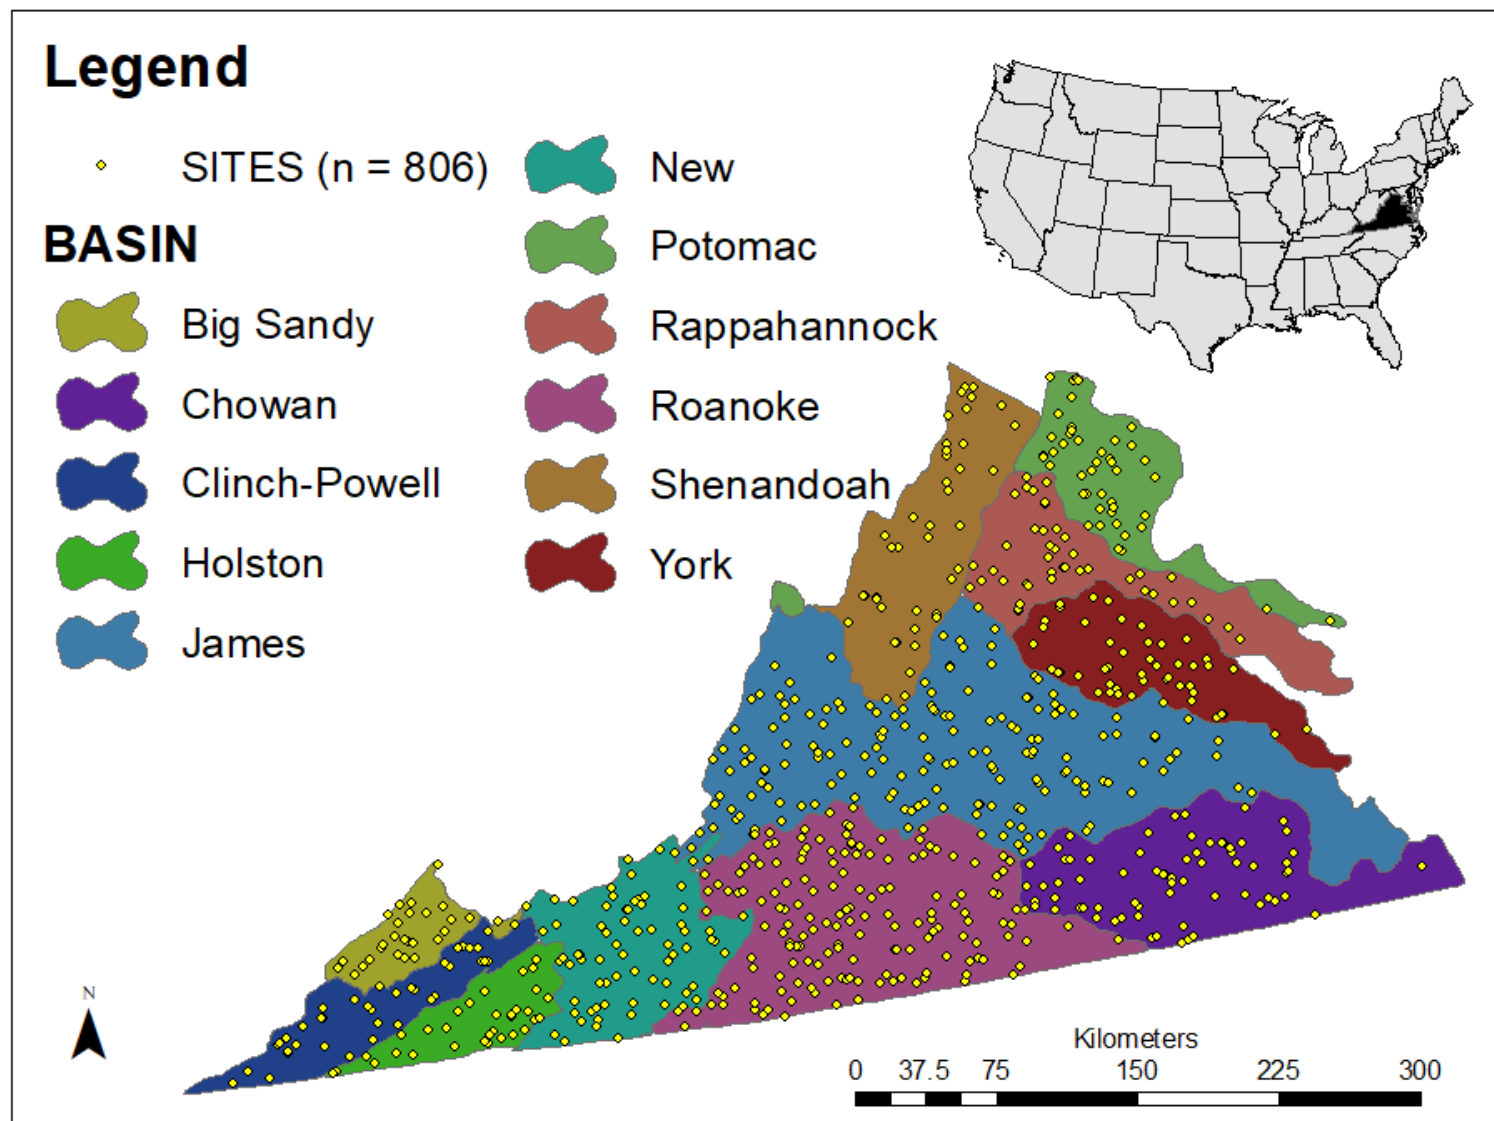 Legend
SITES (n = 806)
BASIN
Big Sandy
Chowan
Clinch-Powell
Holston
James
New
Potomac
Rappahannock
Roanoke
Shenandoah
York
N
Kilometers
0 37.5 75 150 225 300